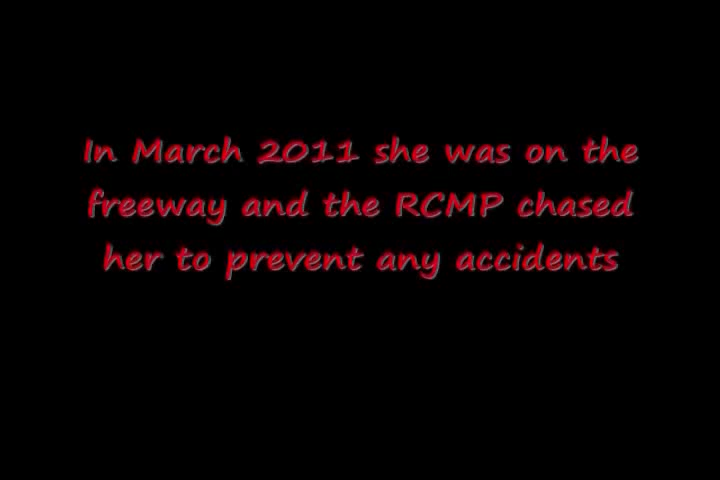 In March 2011 she was on the
freeway and the RCMP chased
her to prevent any accidents